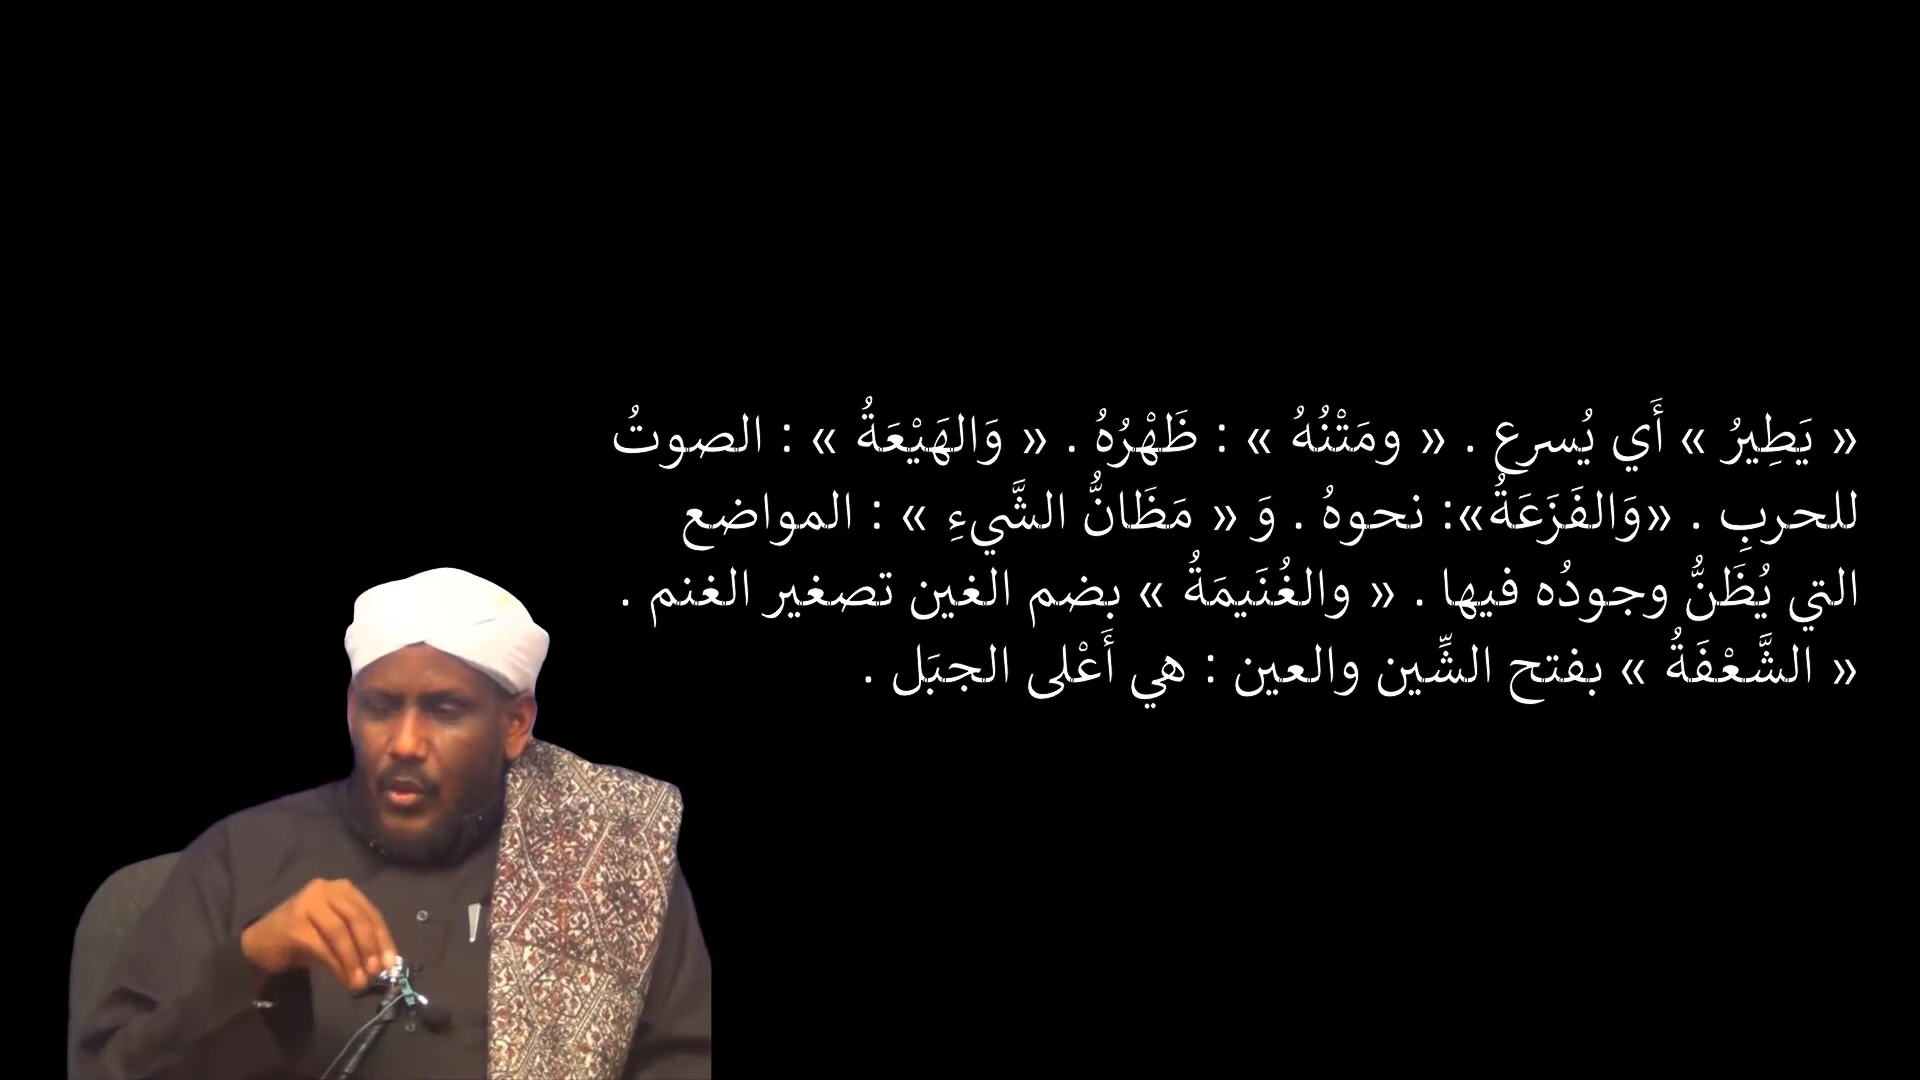 « يَطِيرُ » أَي يُسرع . « ومَتْنُهُ » : ظَهْرُهُ . « وَالهَيْعَةُ » : الصوتُ
للحربِ . «وَالفَزَعَةُ»: نحوهُ . وَ « مَظَانُّ الشَّيءِ » : المواضع
التي يُظَنُّ وجودُه فيها . « والغُنَيمَةُ » بضم الغين تصغير الغنم .
« الشَّعْفَةُ » بفتح الشِّين والعين : هي أَعْلى الجبَل .